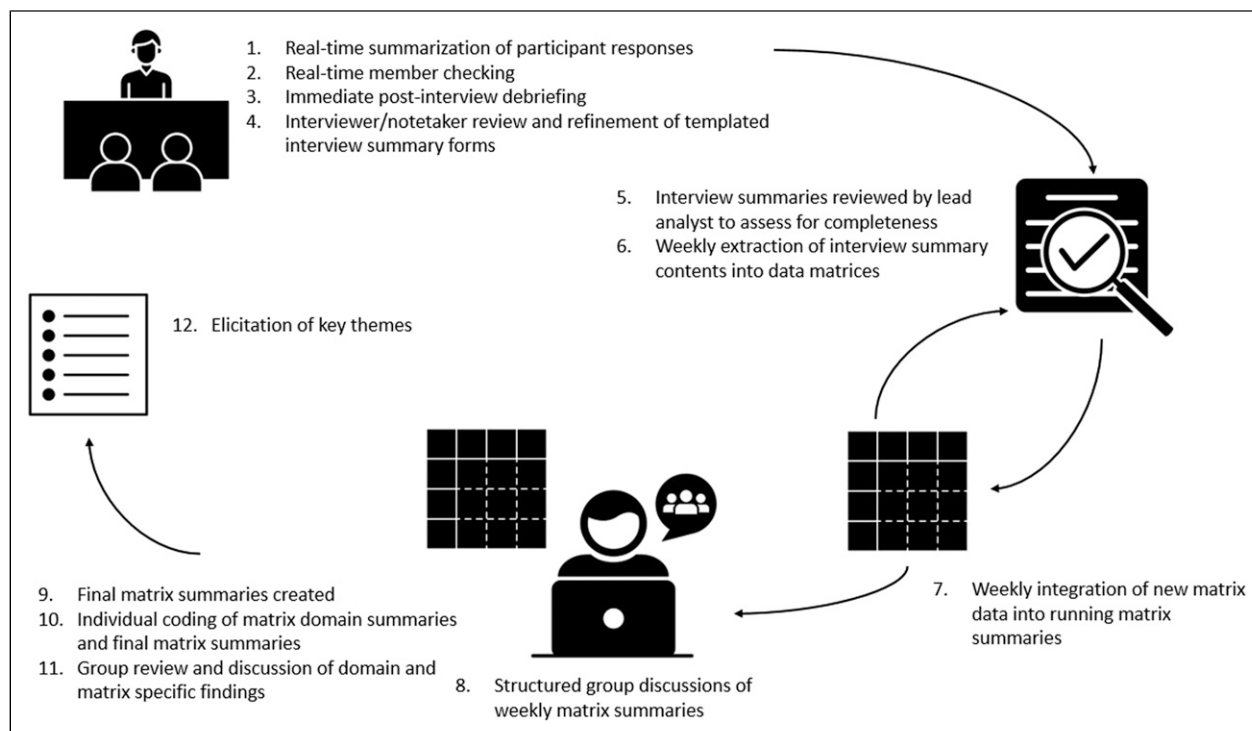 1. Real-time summarization of participant responses
2. Real-time member checking
3. Immediate post-interview debriefing
4. Interviewer/notetaker review and refinement of templated
interview summary forms
5. Interview summaries reviewed by lead
analyst to assess for completeness
6. Weekly extraction of interview summary
contents into data matrices
7. Weekly integration of new matrix
data into running matrix
summaries
8. Structured group discussions of
weekly matrix summaries
9. Final matrix summaries created
10. Individual coding of matrix domain summaries
and final matrix summaries
11. Group review and discussion of domain and
matrix specific findings
12. Elicitation of key themes